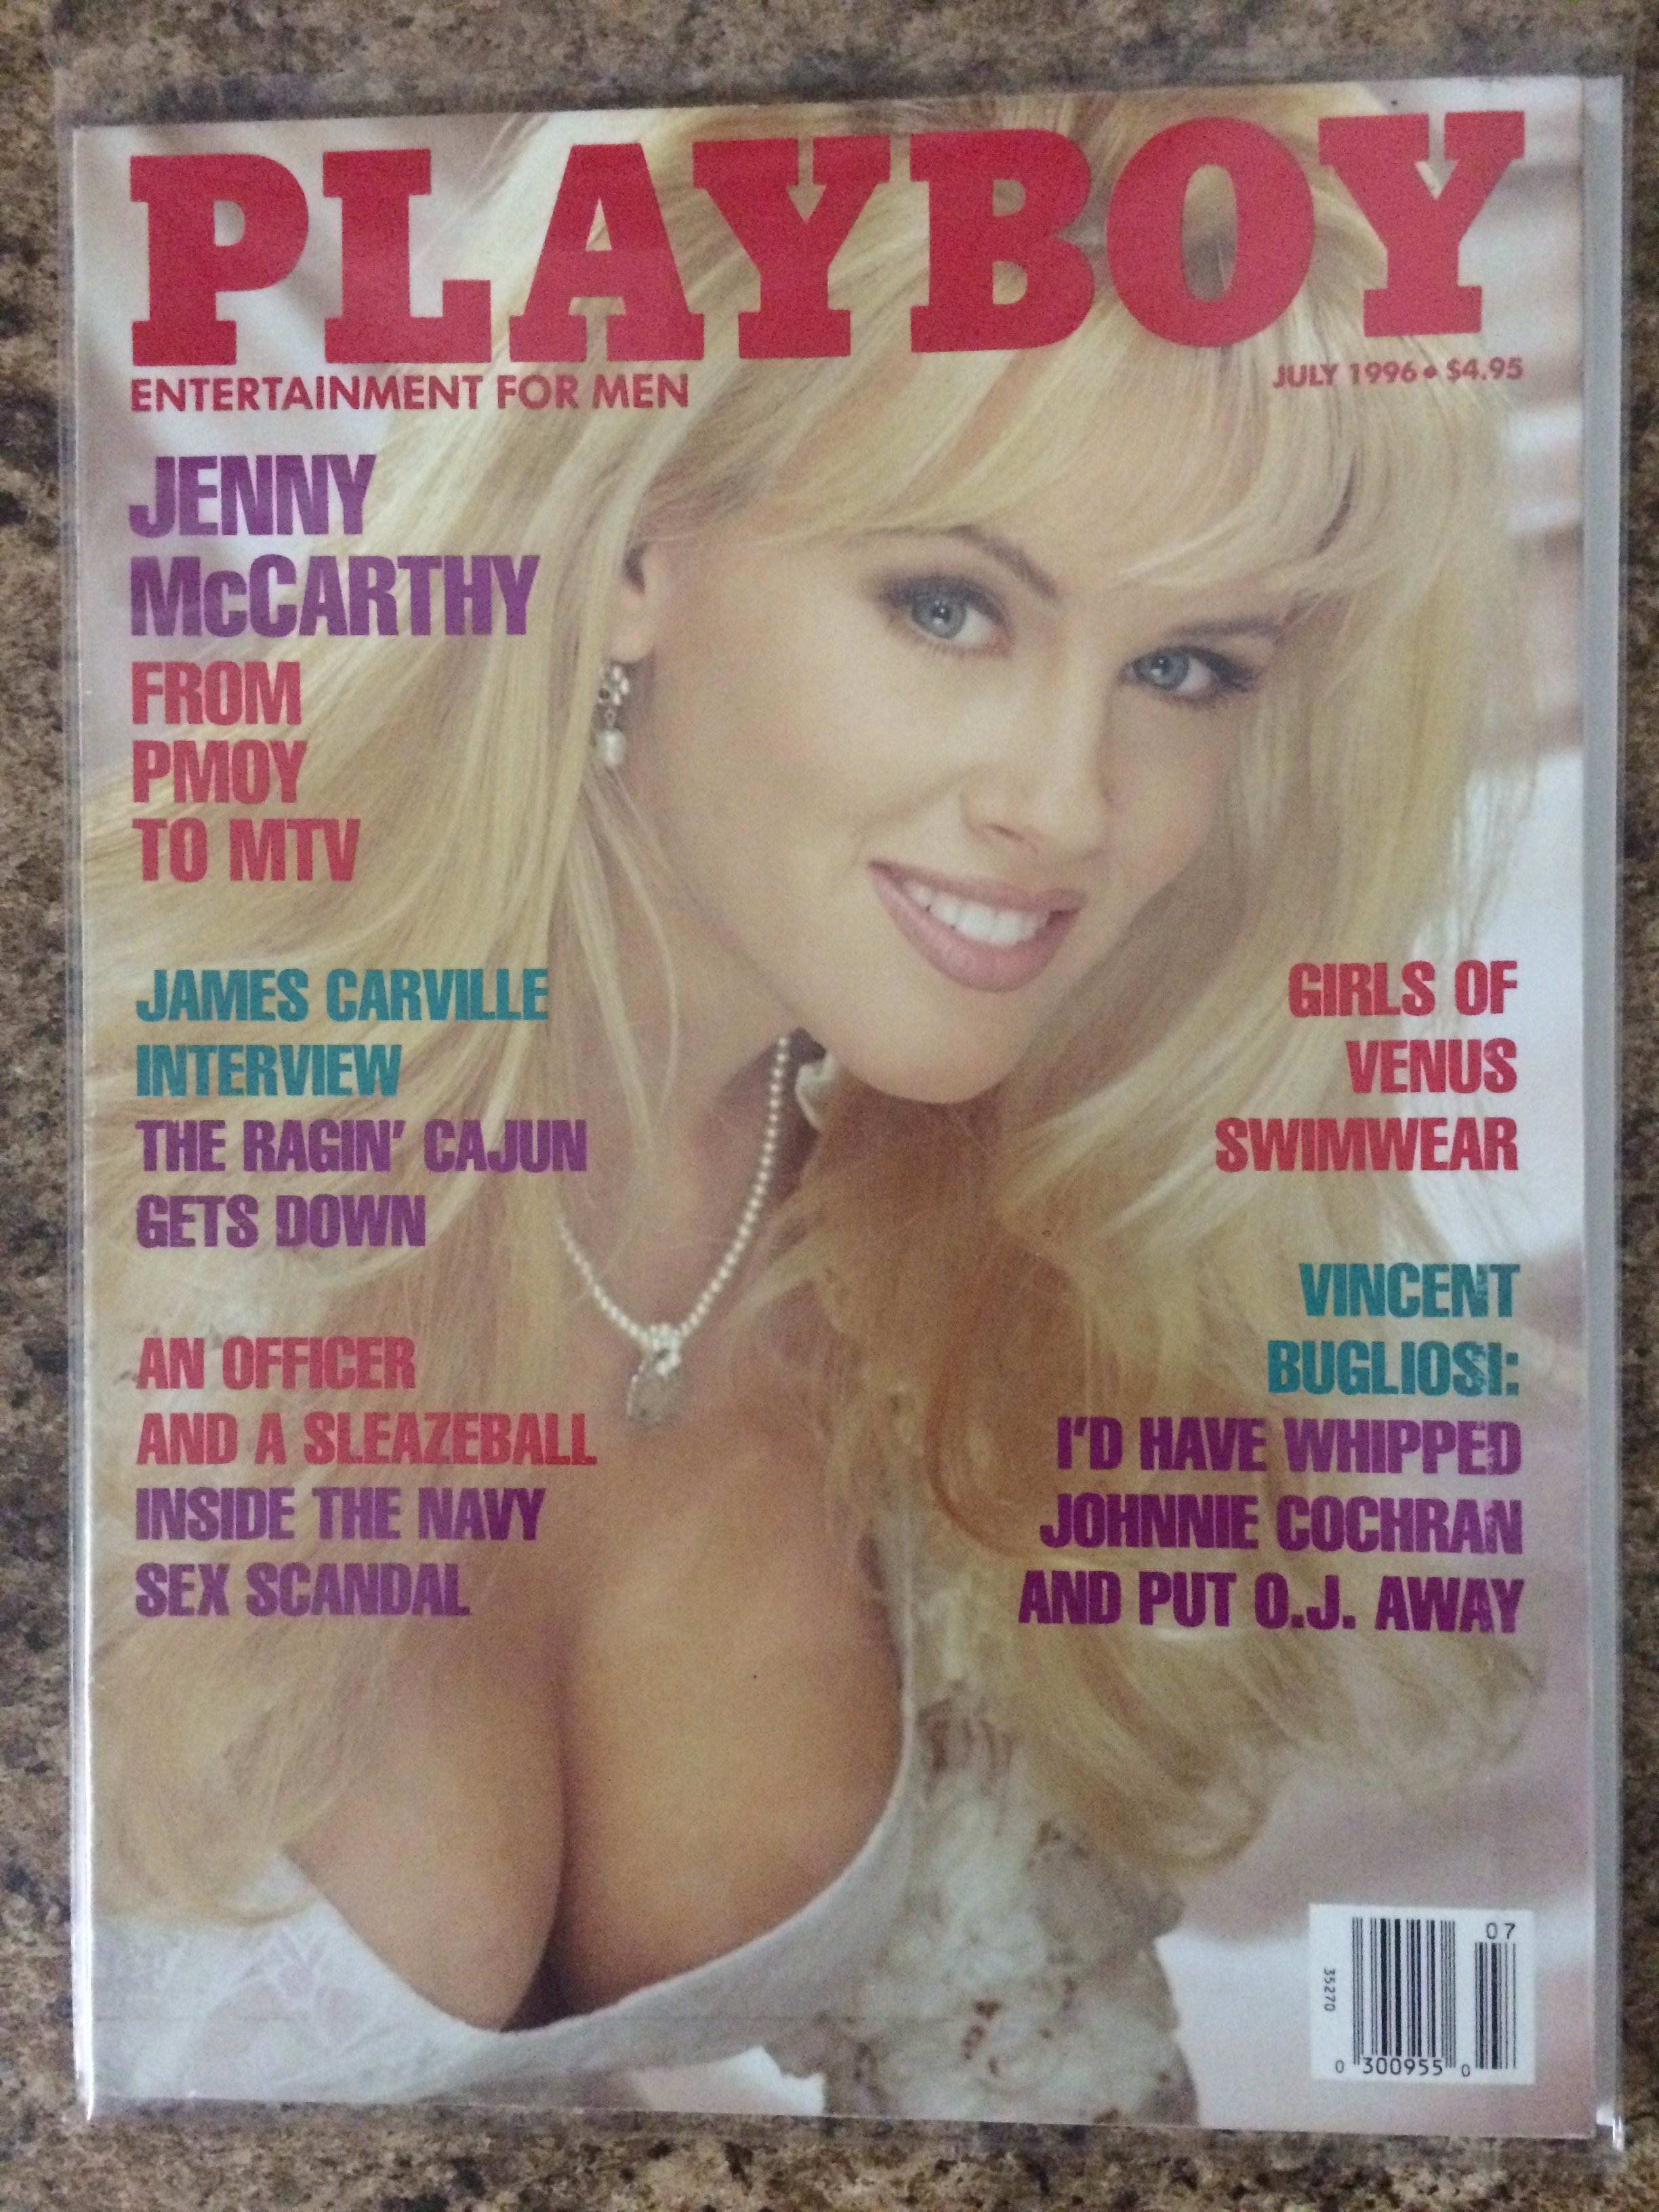 PLAYBOY
ENTERTAINMENT FOR MEN
JULY 1996 • $4.95
JENNY
McCARTHY
FROM
PMOY
TO MTV
JAMES CARVILLE
INTERVIEW
THE RAGIN' CAJUN
GETS DOWN
AN OFFICER
AND A SLEAZEBALL
INSIDE THE NAVY
SEX SCANDAL
GIRLS OF
VENUS
SWIMWEAR
VINCENT
BUGLIOSI:
I'D HAVE WHIPPED
JOHNNIE COCHRAN
AND PUT O.J. AWAY
07
35270
0 300955 0